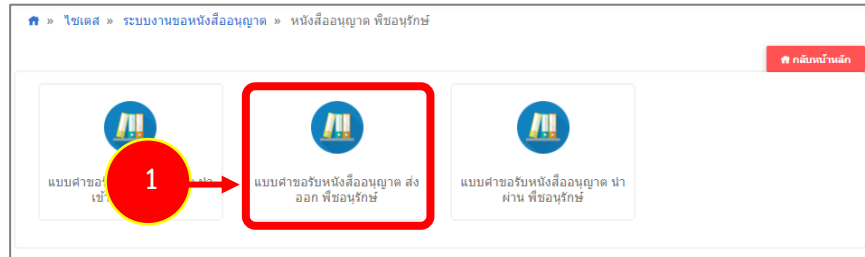 » ไซเตส » ระบบงานขอหนังสืออนุญาต » หนังสืออนุญาต พืชอนุรักษ์
กลับหน้าหลัก
แบบคำขอรับหนังสืออนุญาต ส่ง
ออก พืชอนุรักษ์
แบบคำขอรับหนังสืออนุญาต นำ
ผ่าน พืชอนุรักษ์
แบบคำขอ
นำ
เข้า
1